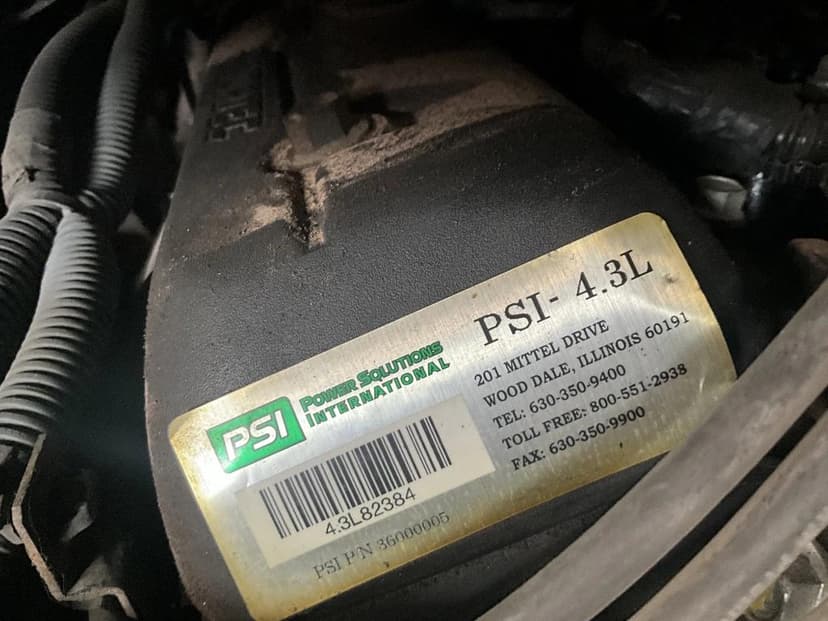 PSI
POWER SOLUTIONS
INTERNATIONAL
4.3L82384
PSI P/N 36000005
PSI- 4.3L
201 MITTEL DRIVE
WOOD DALE, ILLINOIS 60191
TEL: 630-350-9400
TOLL FREE: 800-551-2938
FAX: 630-350-9900